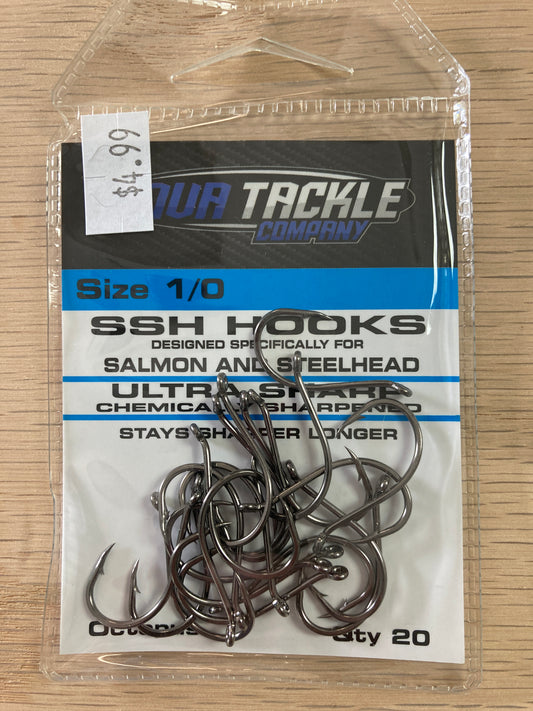 $4.99
TACKLE
COMPANY
Size 1/0
SSH HOOKS
DESIGNED SPECIFICALLY FOR
SALMON AND STEELHEAD
ULTRA SHARP
CHEMICALLY SHARPENED
STAYS SHARPER LONGER
Octopus
Qty 20